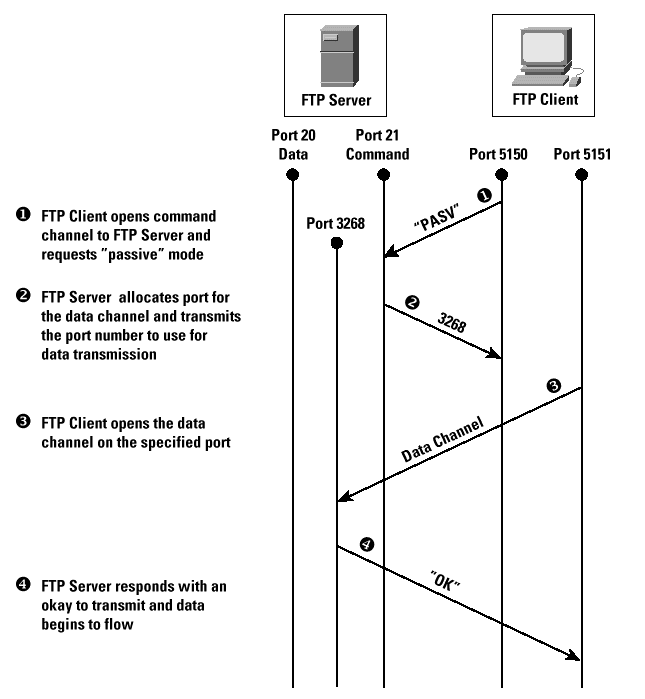 FTP Server
FTP Client
Port 20
Data
Port 21
Command
Port 5150
Port 5151
❶ FTP Client opens command
channel to FTP Server and
requests "passive" mode
Port 3268
❶
"PASV"
❷ FTP Server allocates port for
the data channel and transmits
the port number to use for
data transmission
❷
3268
❸
❸ FTP Client opens the data
channel on the specified port
Data Channel
❹
"OK"
❹ FTP Server responds with an
okay to transmit and data
begins to flow